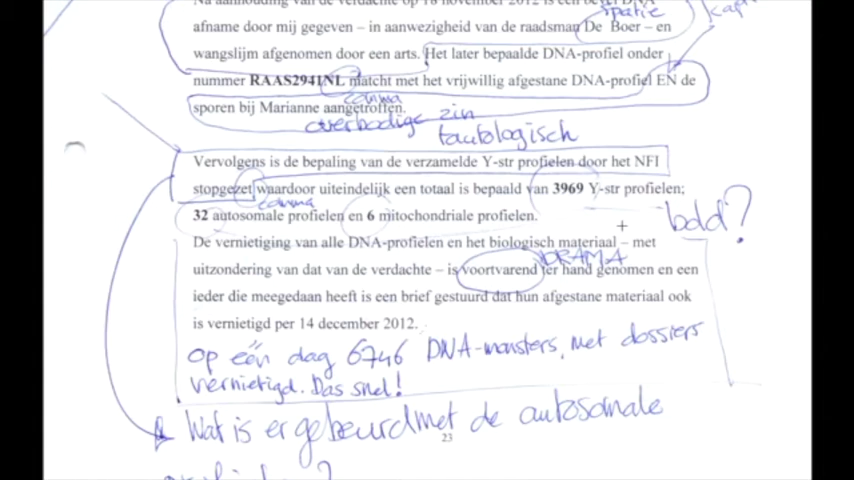 Na aanhouding van de verdachte op 18 november 2012 is een bevel DNA
spatie
afname door mij gegeven – in aanwezigheid van de raadsman De Boer – en
wangslijm afgenomen door een arts. Het later bepaalde DNA-profiel onder
nummer RAAS2941NL matcht met het vrijwillig afgestane DNA-profiel EN de
comma
sporen bij Marianne aangetroffen.
overbodige zin
tautologisch
Vervolgens is de bepaling van de verzamelde Y-str profielen door het NFI
stopgezet waardoor uiteindelijk een totaal is bepaald van 3969 Y-str profielen;
comma
32 autosomale profielen en 6 mitochondriale profielen.
bdd?
De vernietiging van alle DNA-profielen en het biologisch materiaal – met
DRAMA
uitzondering van dat van de verdachte – is voortvarend ter hand genomen en een
ieder die meegedaan heeft is een brief gestuurd dat hun afgestane materiaal ook
is vernietigd per 14 december 2012.
Op één dag 6746 DNA-monsters, met dossiers
vernietigd. Das snel!
Wat is er gebeurd met de autosomale
23